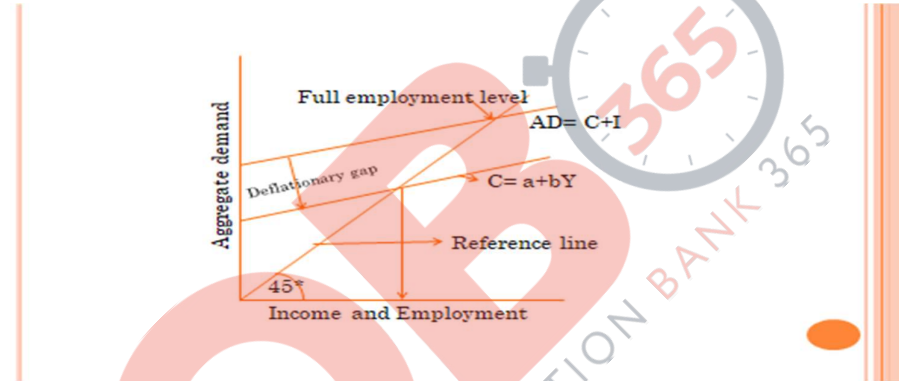 Full employment level
AD= C+I
Aggregate demand
Deflationary gap
C= a+bY
Reference line
45*
Income and Employment
365
TION BANK 365